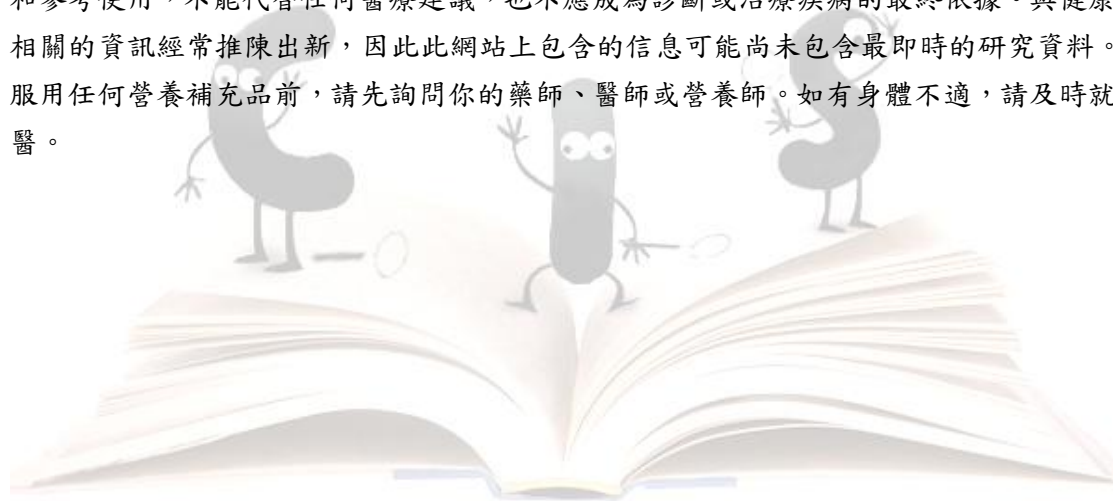 和參考使用，不能代替任何醫療建議，也不應成為診斷或治療疾病的最終依據。與健康
相關的資訊經常推陳出新，因此此網站上包含的信息可能尚未包含最即時的研究資料。
服用任何營養補充品前，請先詢問你的藥師、醫師或營養師。如有身體不適，請及時就
醫。